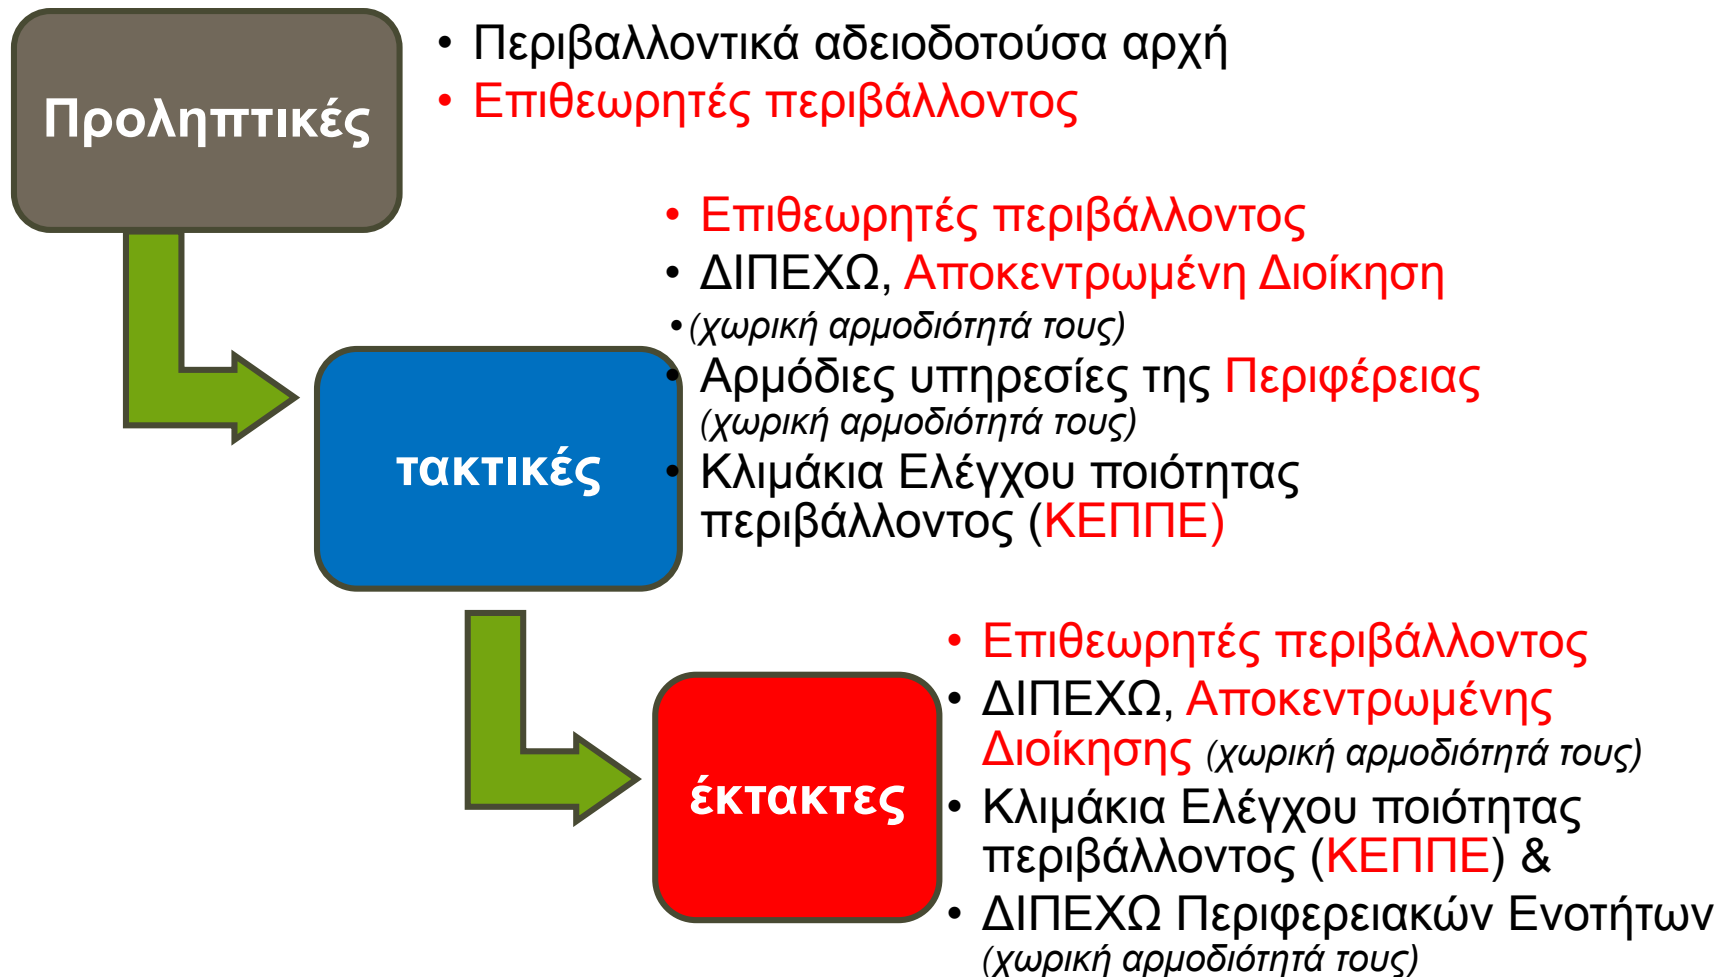 Προληπτικές
• Περιβαλλοντικά αδειοδοτούσα αρχή
• Επιθεωρητές περιβάλλοντος
τακτικές
• Επιθεωρητές περιβάλλοντος
• ΔΙΠΕΧΩ, Αποκεντρωμένη Διοίκηση
• (χωρική αρμοδιότητά τους)
• Αρμόδιες υπηρεσίες της Περιφέρειας
(χωρική αρμοδιότητά τους)
• Κλιμάκια Ελέγχου ποιότητας
περιβάλλοντος (ΚΕΠΠΕ)
έκτακτες
• Επιθεωρητές περιβάλλοντος
• ΔΙΠΕΧΩ, Αποκεντρωμένης
Διοίκησης (χωρική αρμοδιότητά τους)
• Κλιμάκια Ελέγχου ποιότητας
περιβάλλοντος (ΚΕΠΠΕ) &
• ΔΙΠΕΧΩ Περιφερειακών Ενοτήτων
(χωρική αρμοδιότητά τους)